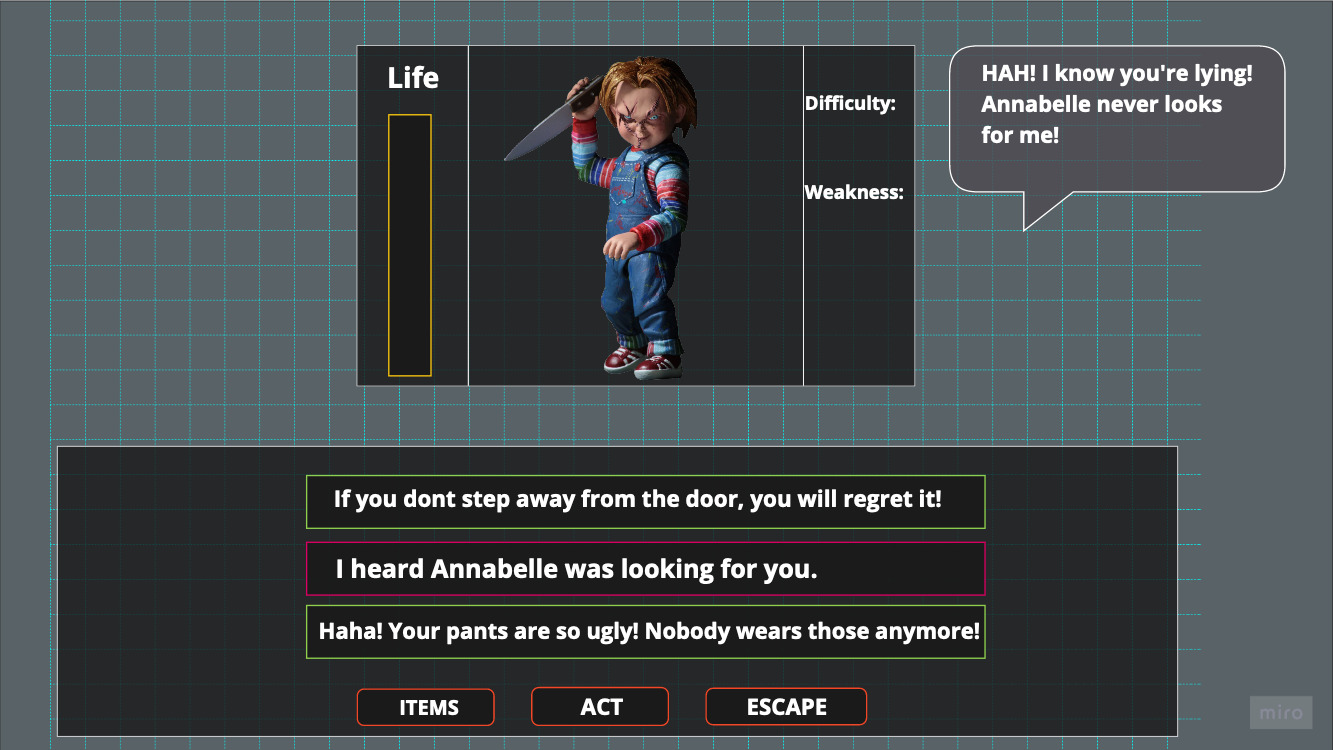 Life
Difficulty:
Weakness:
HAH! I know you're lying!
Annabelle never looks
for me!
If you dont step away from the door, you will regret it!
I heard Annabelle was looking for you.
Haha! Your pants are so ugly! Nobody wears those anymore!
ITEMS
ACT
ESCAPE
miro